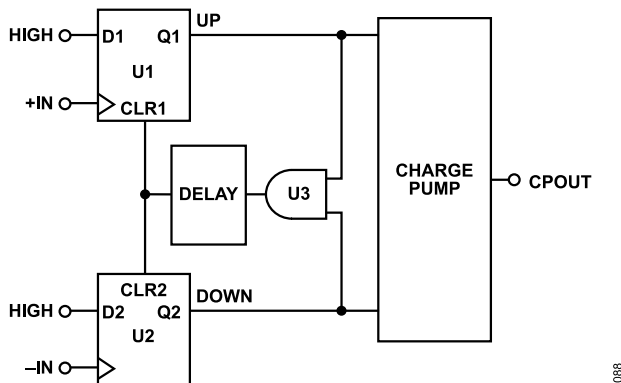 UP
HIGH
D1
Q1
U1
+IN
CLR1
DELAY
U3
CHARGE
PUMP
CPOUT
CLR2
DOWN
HIGH
D2
Q2
U2
–IN
088